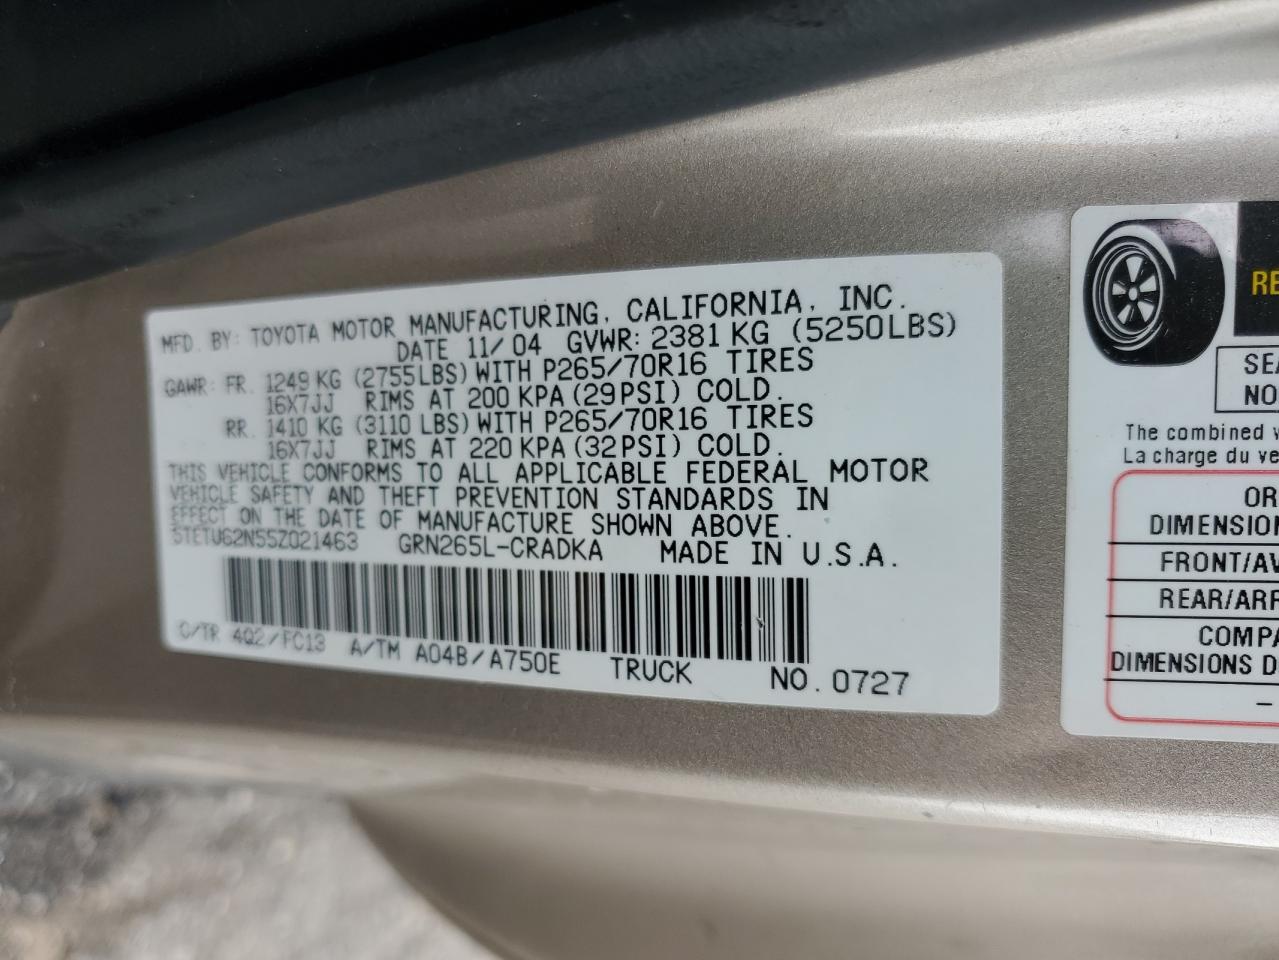 MFD. BY: TOYOTA MOTOR MANUFACTURING, CALIFORNIA, INC.
DATE 11/04 GVWR: 2381 KG (5250LBS)
GAWR: FR. 1249 KG (2755LBS) WITH P265/70R16 TIRES
16X7JJ RIMS AT 200 KPA (29 PSI) COLD.
RR. 1410 KG (3110 LBS) WITH P265/70R16 TIRES
16X7JJ RIMS AT 220 KPA (32 PSI) COLD.
THIS VEHICLE CONFORMS TO ALL APPLICABLE FEDERAL MOTOR
VEHICLE SAFETY AND THEFT PREVENTION STANDARDS IN
EFFECT ON THE DATE OF MANUFACTURE SHOWN ABOVE.
5TETU62N55Z021463 GRN265L-CRADKA MADE IN U.S.A.
C/TR 4Q2/FC13 A/TM A04B/A750E TRUCK NO. 0727
RE
SEA
NO
The combined
La charge du ve
OR
DIMENSION
FRONT/AV
REAR/ARR
COMPA
DIMENSIONS D
–